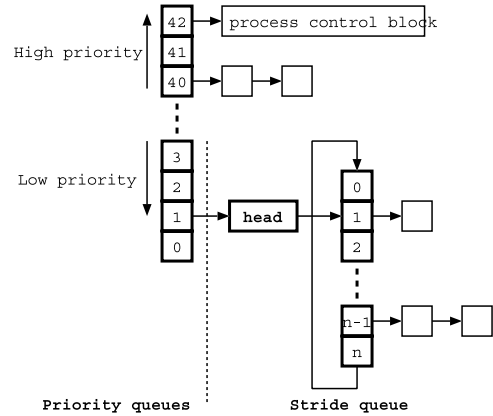 42
process control block
41
High priority
40
3
Low priority
2
1
0
head
0
1
2
n-1
n
Priority queues
Stride queue